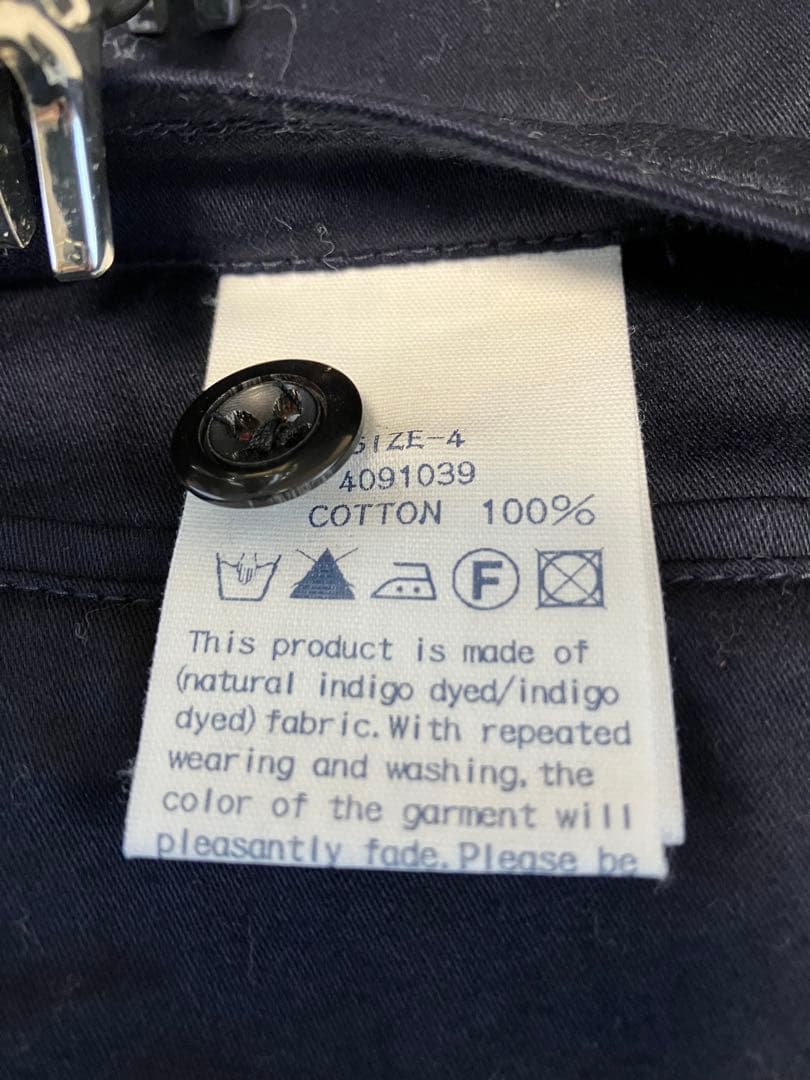 SIZE-4
4091039
COTTON 100%
F
This product is made of
(natural indigo dyed/indigo
dyed) fabric. With repeated
wearing and washing, the
color of the garment will
pleasantly fade. Please be